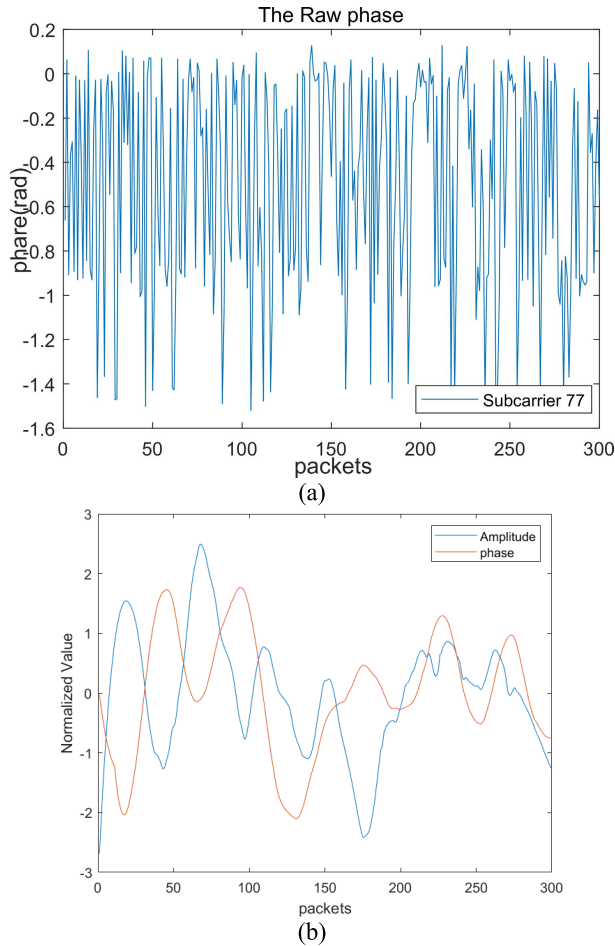 The Raw phase
0.2
0
-0.2
-0.4
-0.6
-0.8
-1
-1.2
-1.4
-1.6
phare(rad)
Subcarrier 77
0 50 100 150 200 250 300
packets
(a)
3
2
1
0
-1
-2
-3
Normalized Value
Amplitude
phase
0 50 100 150 200 250 300
packets
(b)